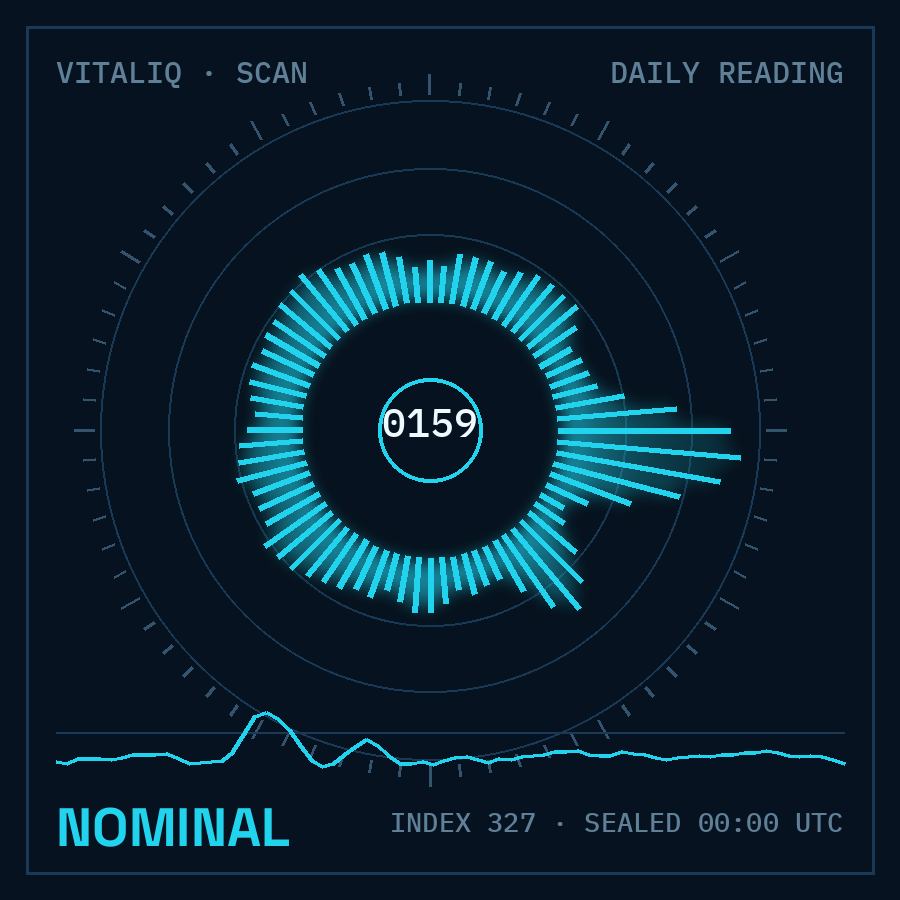 VITALIQ · SCAN
DAILY READING
0159
NOMINAL
INDEX 327 · SEALED 00:00 UTC